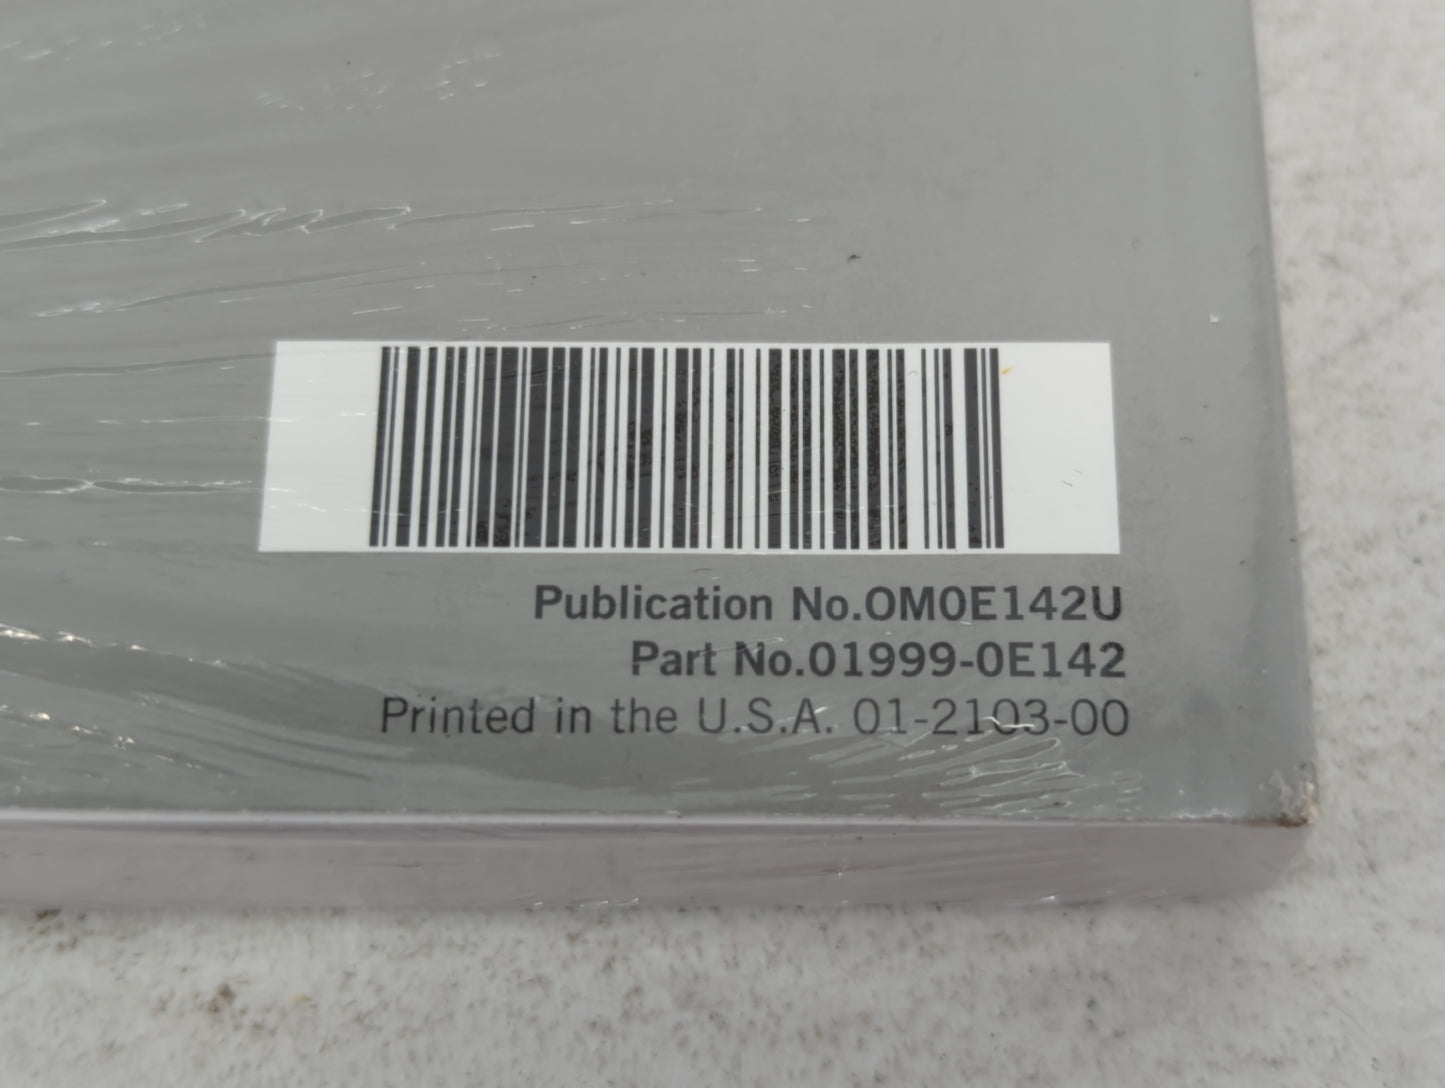 Publication No.OM0E142U
Part No.01999-0E142
Printed in the U.S.A. 01-2103-00